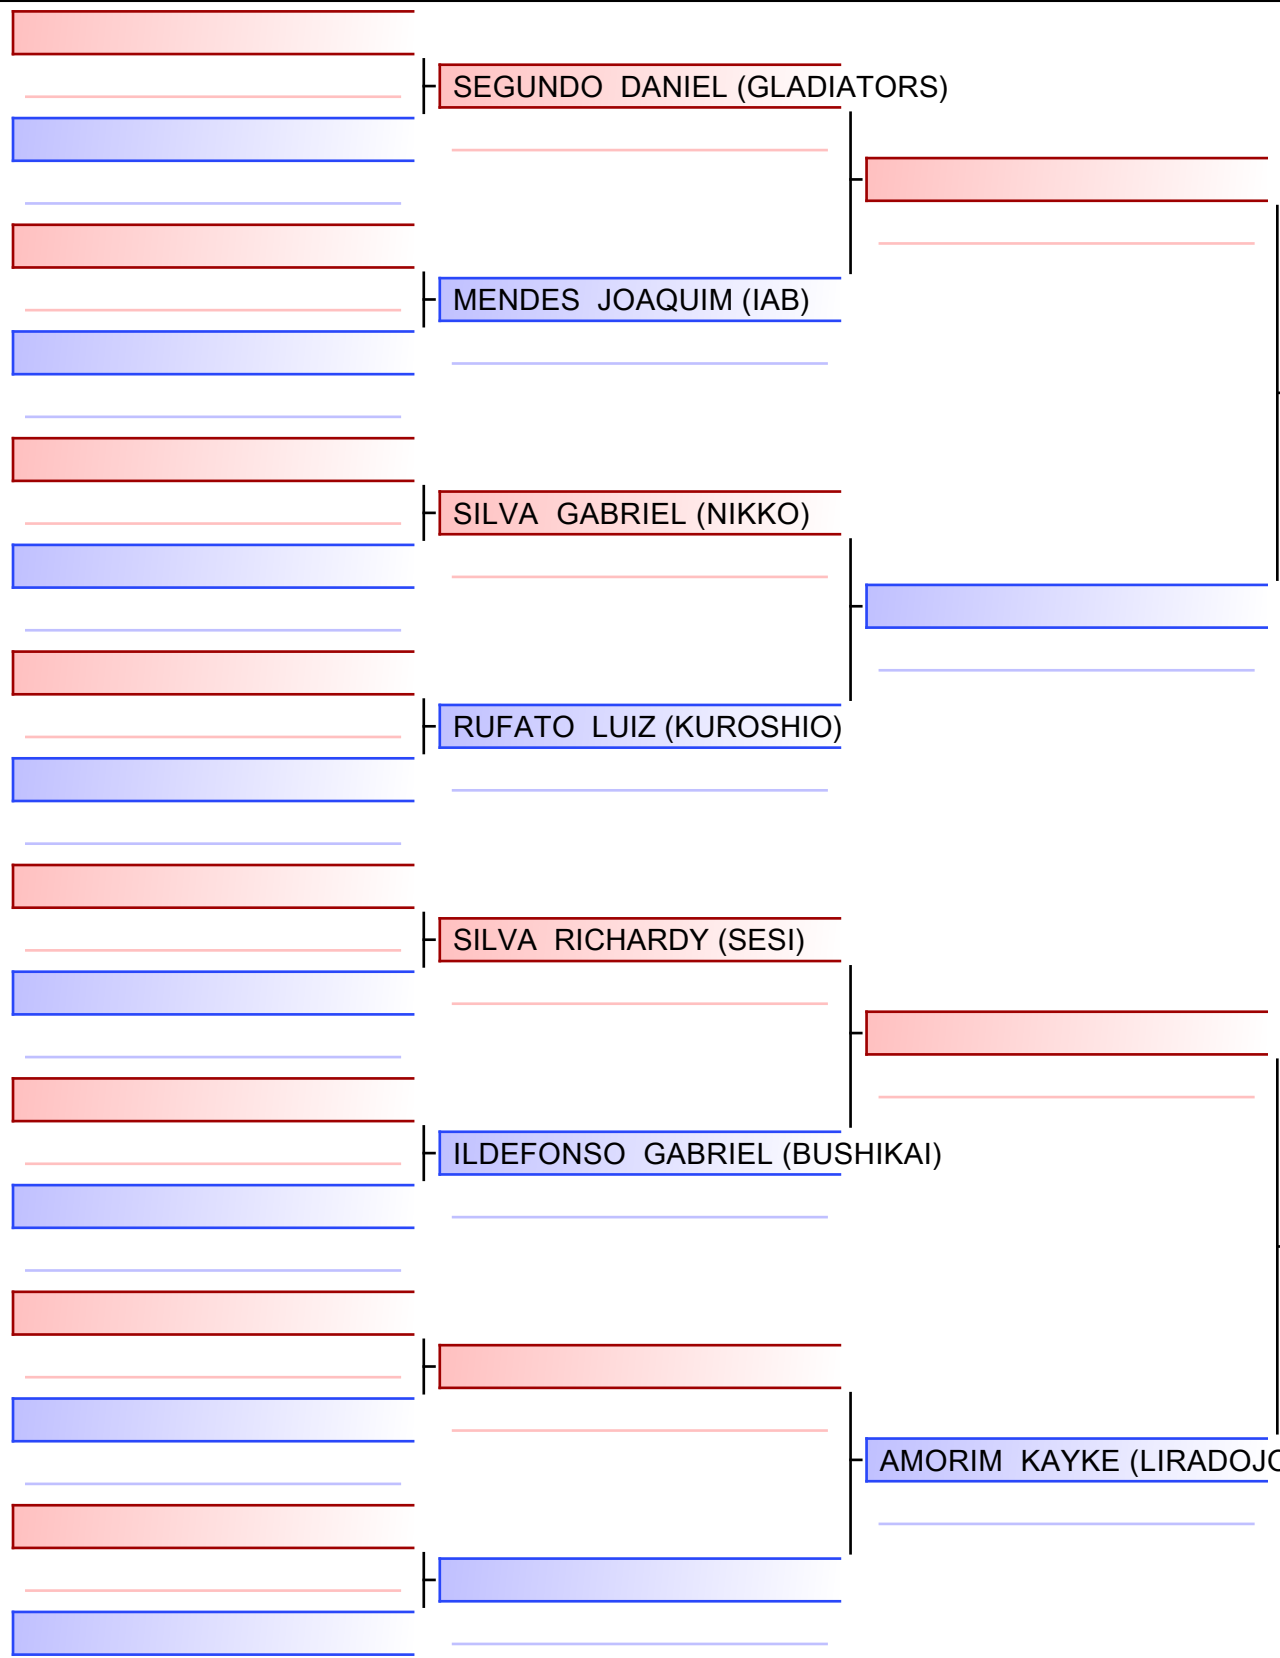 SEGUNDO DANIEL (GLADIATORS)
MENDES JOAQUIM (IAB)
SILVA GABRIEL (NIKKO)
RUFATO LUIZ (KUROSHIO)
SILVA RICHARDY (SESI)
ILDEFONSO GABRIEL (BUSHIKAI)
AMORIM KAYKE (LIRADOJO